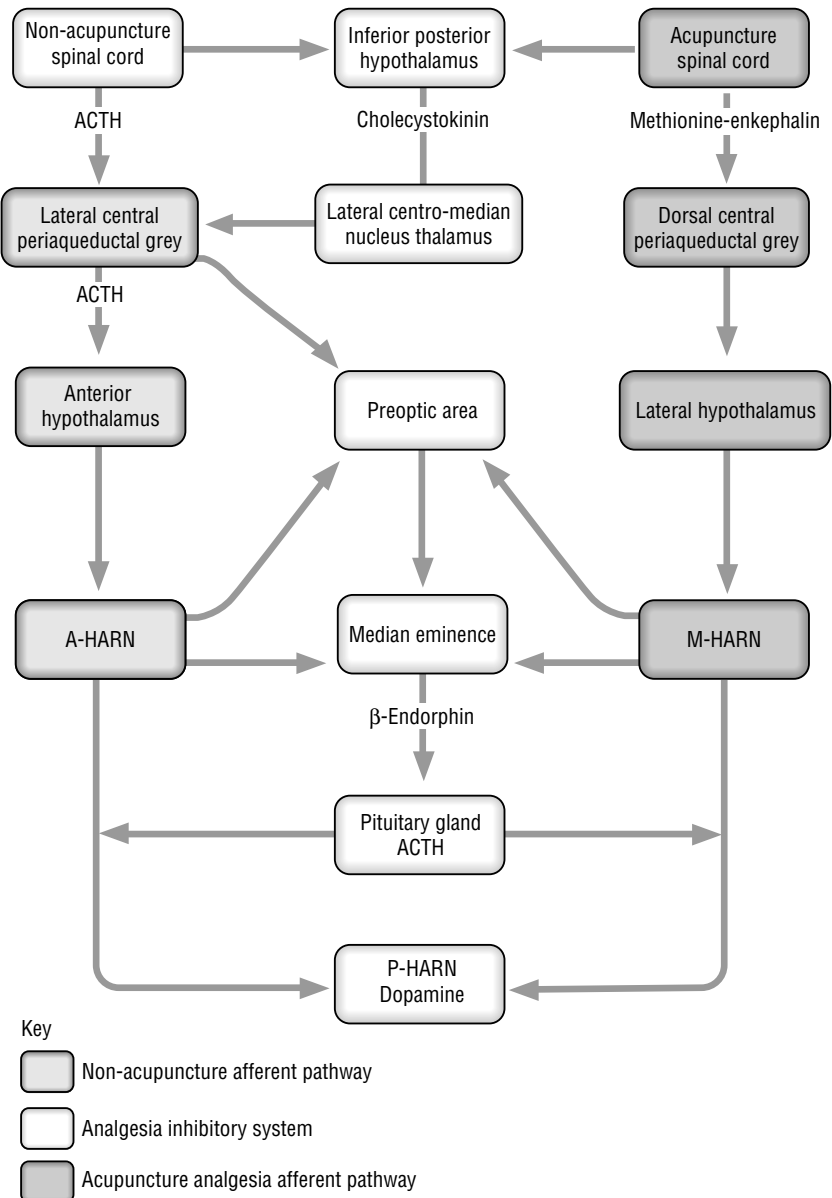 Non-acupuncture
spinal cord
Inferior posterior
hypothalamus
Acupuncture
spinal cord
ACTH
Cholecystokinin
Methionine-enkephalin
Lateral central
periaqueductal grey
Lateral centro-median
nucleus thalamus
Dorsal central
periaqueductal grey
ACTH
Anterior
hypothalamus
Preoptic area
Lateral hypothalamus
A-HARN
Median eminence
M-HARN
β-Endorphin
Pituitary gland
ACTH
P-HARN
Dopamine
Key
Non-acupuncture afferent pathway
Analgesia inhibitory system
Acupuncture analgesia afferent pathway